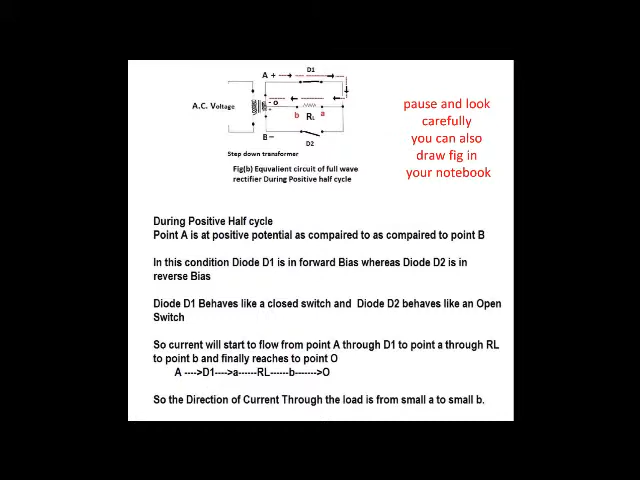 A +
D1
A.C. Voltage
- o
b
RL
a
B –
D2
Step down transformer
Fig(b) Equvalient circuit of full wave
rectifier During Positive half cycle
pause and look
carefully
you can also
draw fig in
your notebook
During Positive Half cycle
Point A is at positive potential as compaired to as compaired to point B
In this condition Diode D1 is in forward Bias whereas Diode D2 is in
reverse Bias
Diode D1 Behaves like a closed switch and Diode D2 behaves like an Open
Switch
So current will start to flow from point A through D1 to point a through RL
to point b and finally reaches to point O
A ---->D1---->a------RL------b------->O
So the Direction of Current Through the load is from small a to small b.